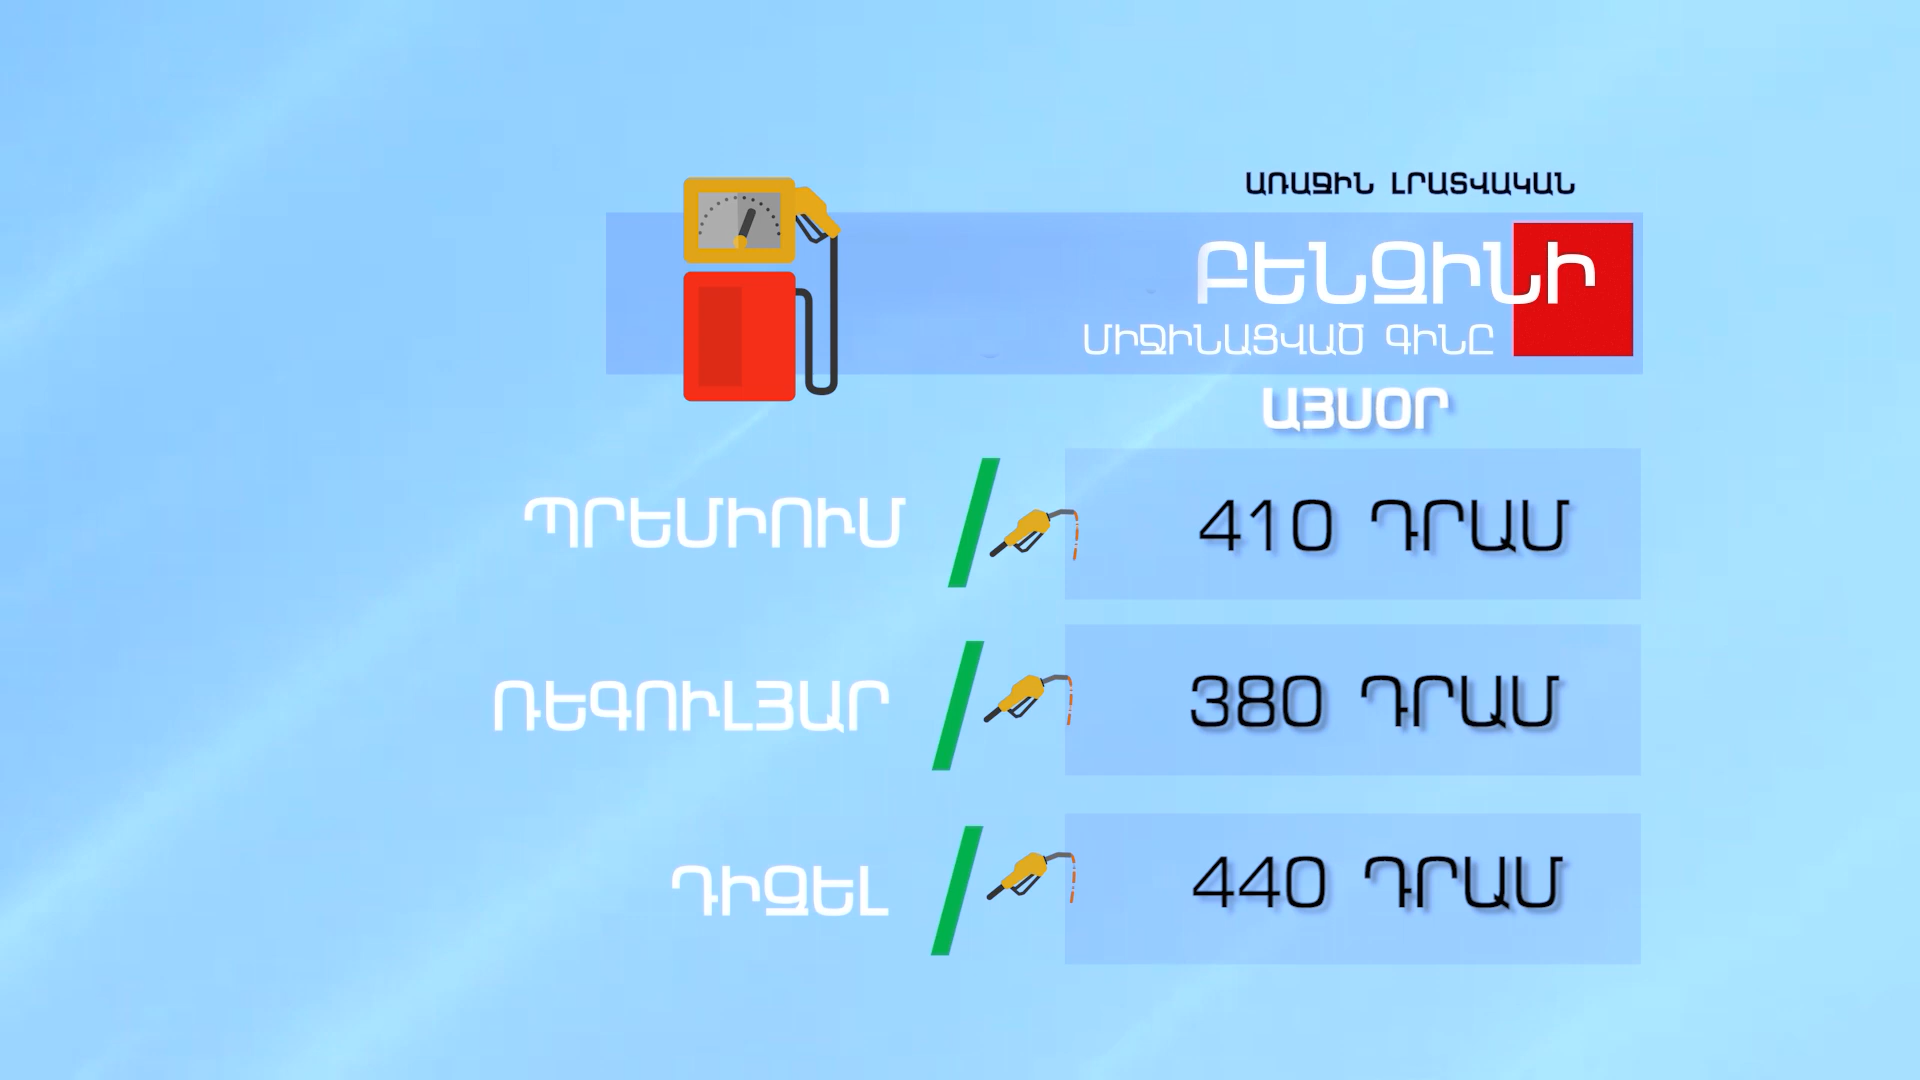 ԱՌԱՋԻՆ ԼՐԱՏՎԱԿԱՆ
ԲԵՆԶԻՆԻ
ՄԻՋԻՆԱՑՎԱԾ ԳԻՆԸ
ԱՅՍՕՐ
ՊՐԵՄԻՈՒՄ 410 ԴՐԱՄ
ՌԵԳՈՒԼՅԱՐ 380 ԴՐԱՄ
ԴԻԶԵԼ 440 ԴՐԱՄ